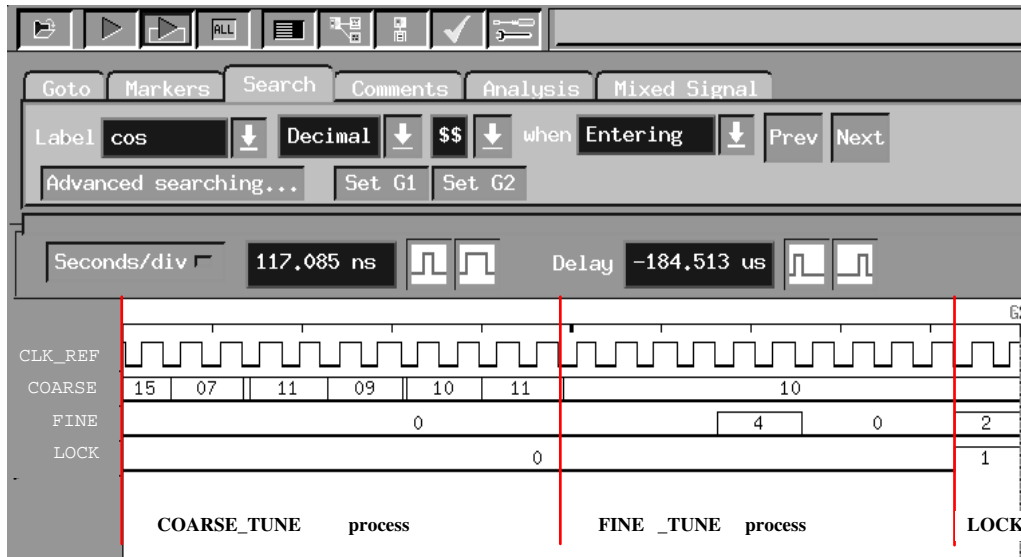 ALL
Goto Markers Search Comments Analysis Mixed Signal
Label cos Decimal $$ when Entering Prev Next
Advanced searching... Set G1 Set G2
Seconds/div 117.085 ns Delay -184.513 us
CLK_REF
COARSE 15 07 11 09 10 11 10
FINE 0 4 0 2
LOCK 0 1
COARSE_TUNE process FINE _TUNE process LOCK